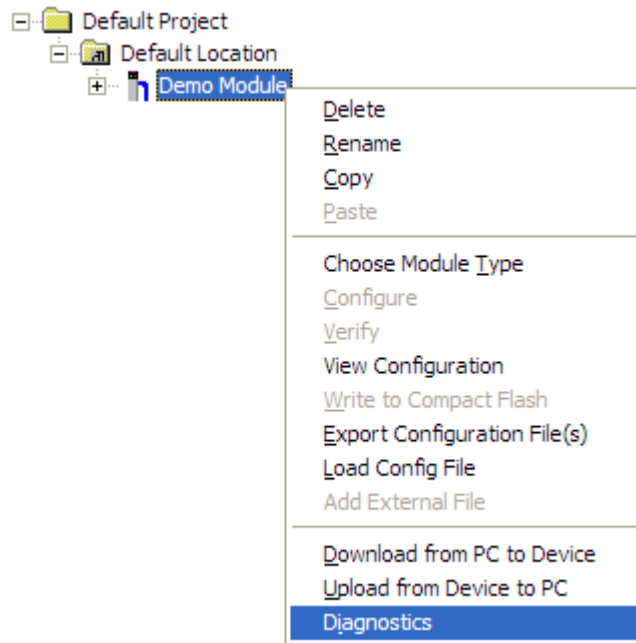 Default Project
Default Location
Demo Module
Delete
Rename
Copy
Paste
Choose Module Type
Configure
Verify
View Configuration
Write to Compact Flash
Export Configuration File(s)
Load Config File
Add External File
Download from PC to Device
Upload from Device to PC
Diagnostics